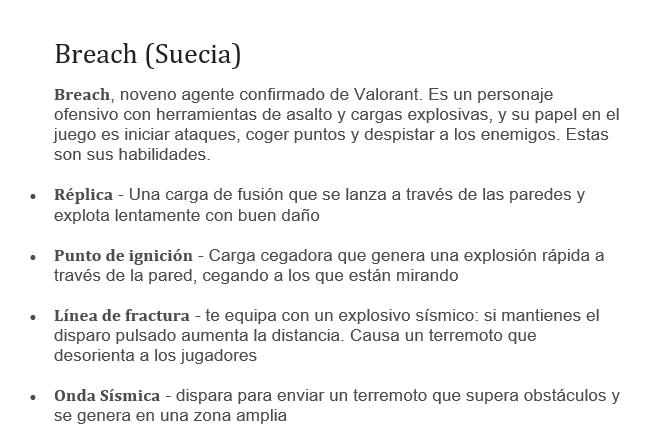 Breach (Suecia)
Breach, noveno agente confirmado de Valorant. Es un personaje
ofensivo con herramientas de asalto y cargas explosivas, y su papel en el
juego es iniciar ataques, coger puntos y despistar a los enemigos. Estas
son sus habilidades.
• Réplica - Una carga de fusión que se lanza a través de las paredes y
explota lentamente con buen daño
• Punto de ignición - Carga cegadora que genera una explosión rápida a
través de la pared, cegando a los que están mirando
• Línea de fractura - te equipa con un explosivo sísmico: si mantienes el
disparo pulsado aumenta la distancia. Causa un terremoto que
desorienta a los jugadores
• Onda Sísmica - dispara para enviar un terremoto que supera obstáculos y
se genera en una zona amplia